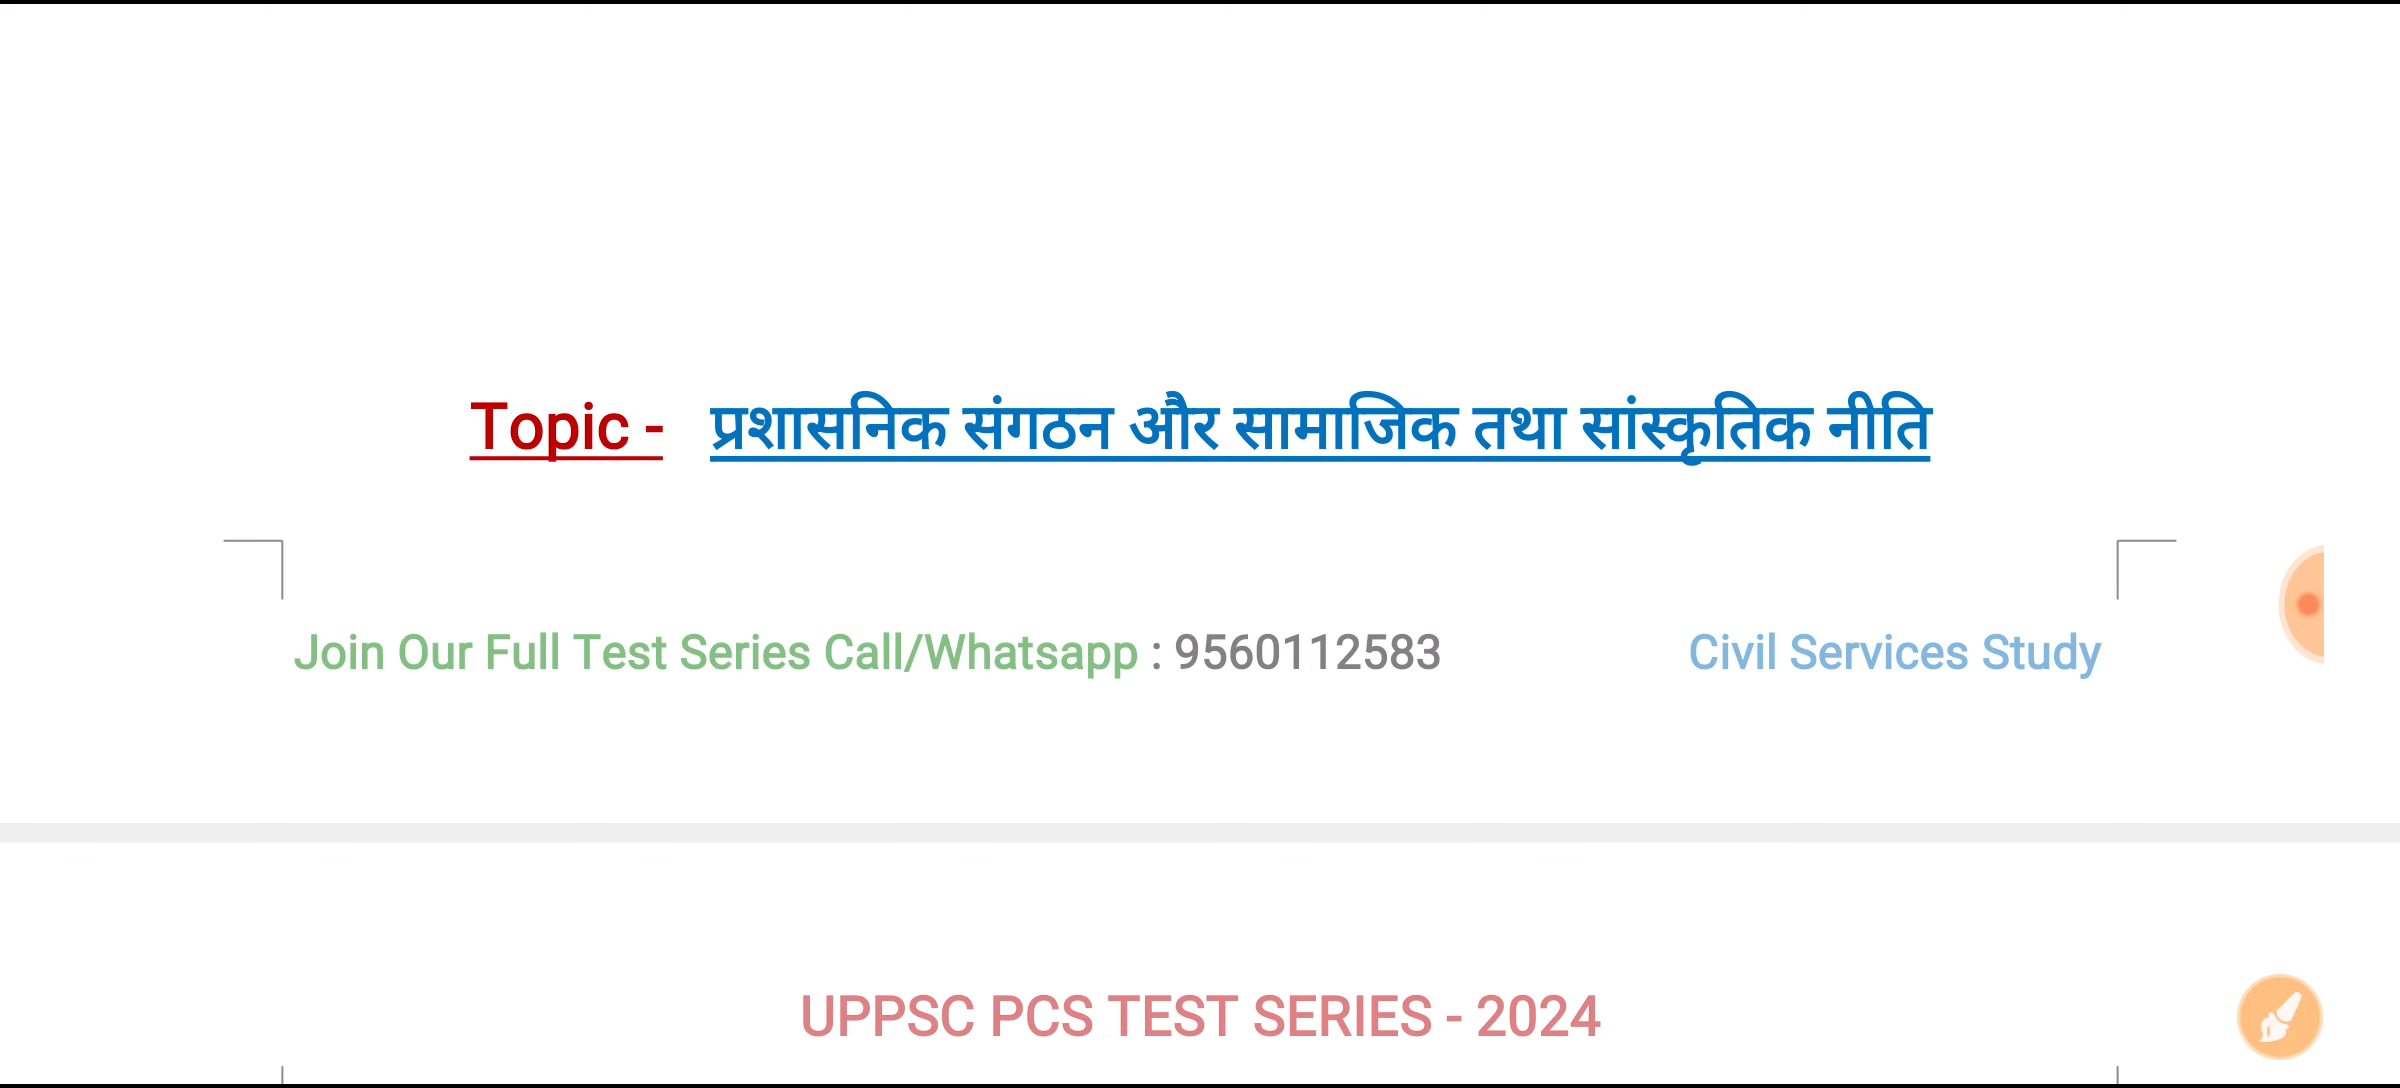 Topic - प्रशासनिक संगठन और सामाजिक तथा सांस्कृतिक नीति
Join Our Full Test Series Call/Whatsapp : 9560112583 Civil Services Study
UPPSC PCS TEST SERIES - 2024